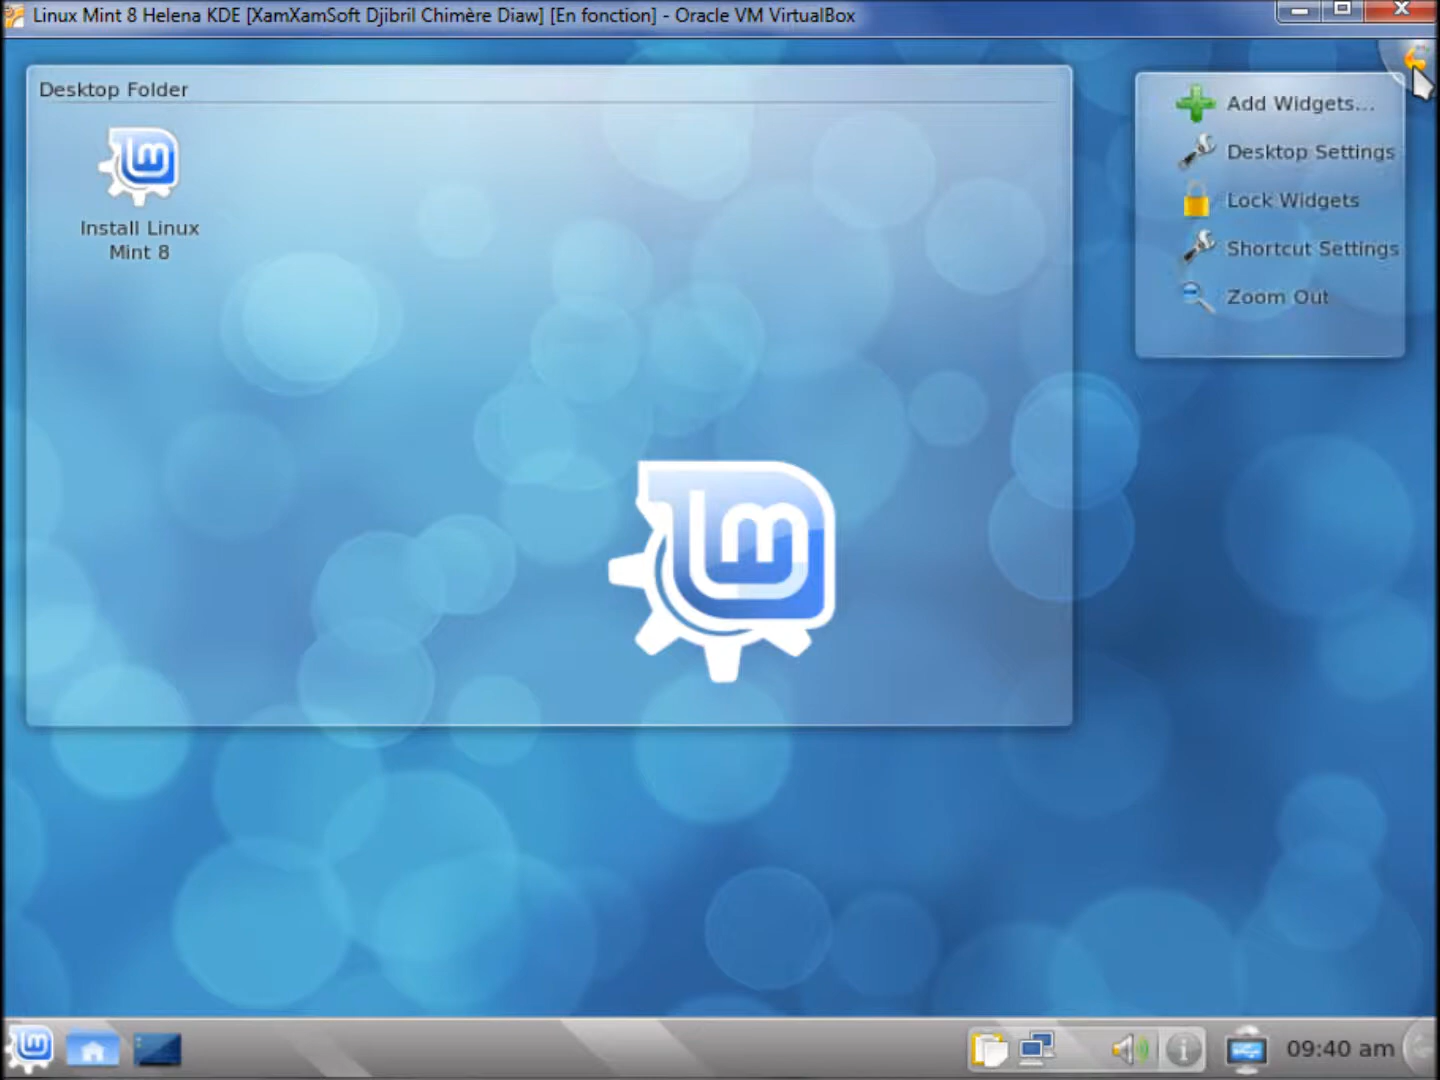 Linux Mint 8 Helena KDE [XamXamSoft Djibril Chimère Diaw] [En fonction] - Oracle VM VirtualBox
Desktop Folder
Install Linux
Mint 8
Add Widgets...
Desktop Settings
Lock Widgets
Shortcut Settings
Zoom Out
lm
09:40 am